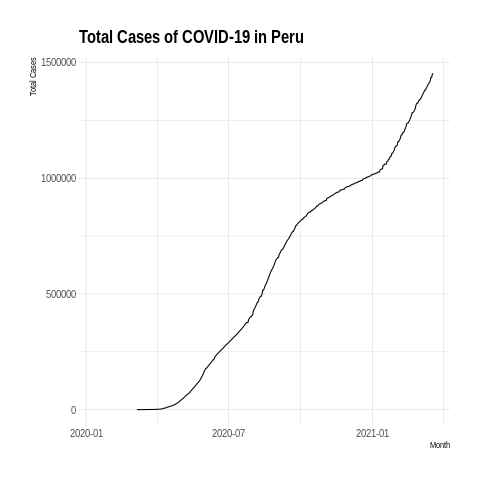 Total Cases of COVID-19 in Peru
Total Cases
1500000
1000000
500000
0
2020-01
2020-07
2021-01
Month